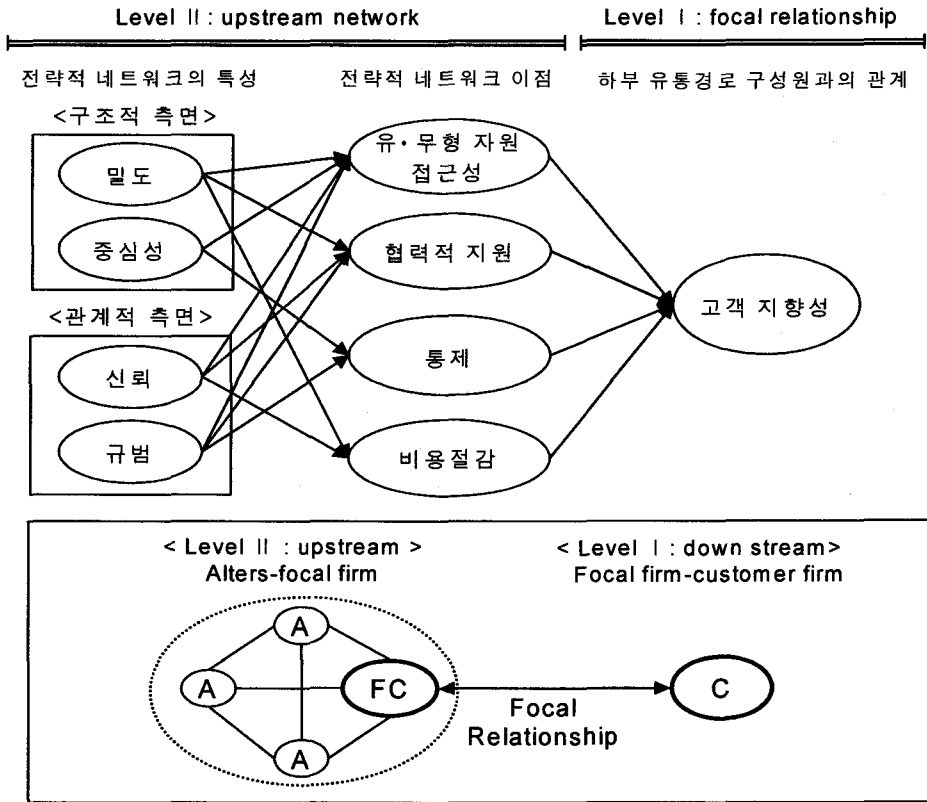 Level Ⅱ : upstream network
Level Ⅰ : focal relationship
전략적 네트워크의 특성
전략적 네트워크 이점
하부 유통경로 구성원과의 관계
<구조적 측면>
밀도
중심성
<관계적 측면>
신뢰
규범
유·무형 자원
접근성
협력적 지원
통제
비용절감
고객 지향성
< Level Ⅱ : upstream >
Alters-focal firm
< Level Ⅰ : down stream>
Focal firm-customer firm
A
A
FC
A
C
Focal
Relationship